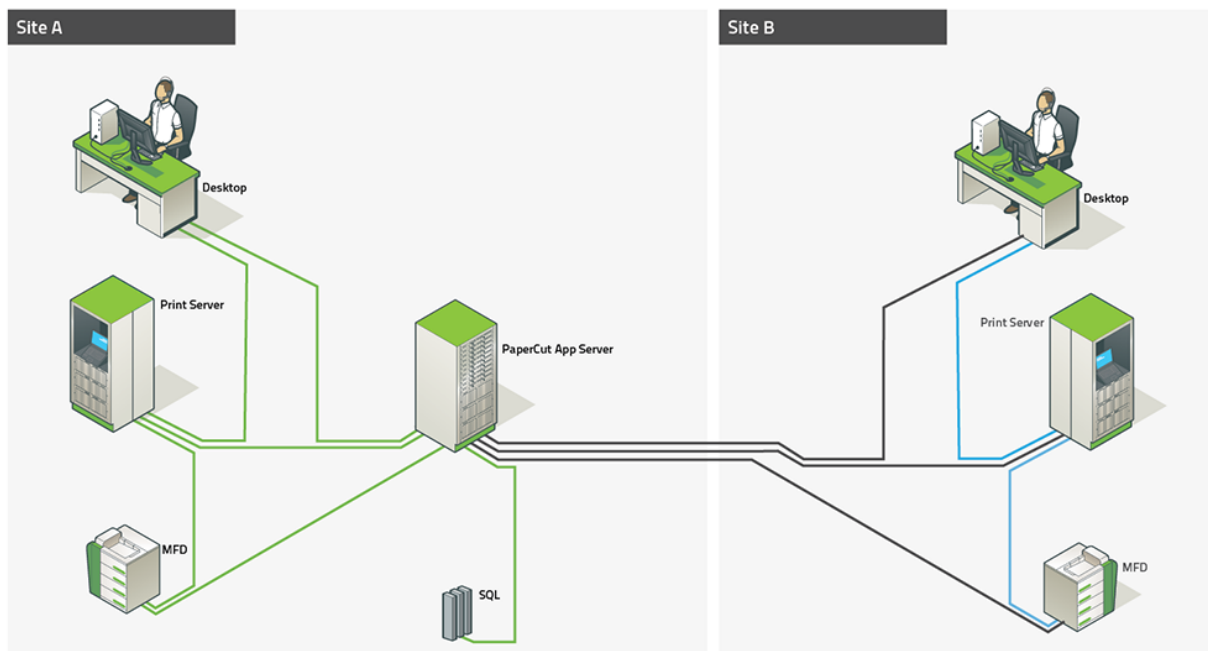 Site A
Site B
Desktop
Desktop
Print Server
Print Server
PaperCut App Server
MFD
MFD
SQL